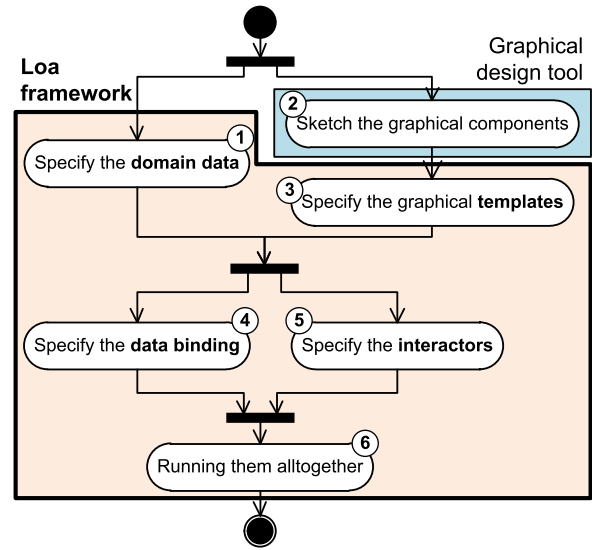 Graphical
design tool
Loa
framework
2
Sketch the graphical components
1
Specify the domain data
3
Specify the graphical templates
4
Specify the data binding
5
Specify the interactors
6
Running them alltogether